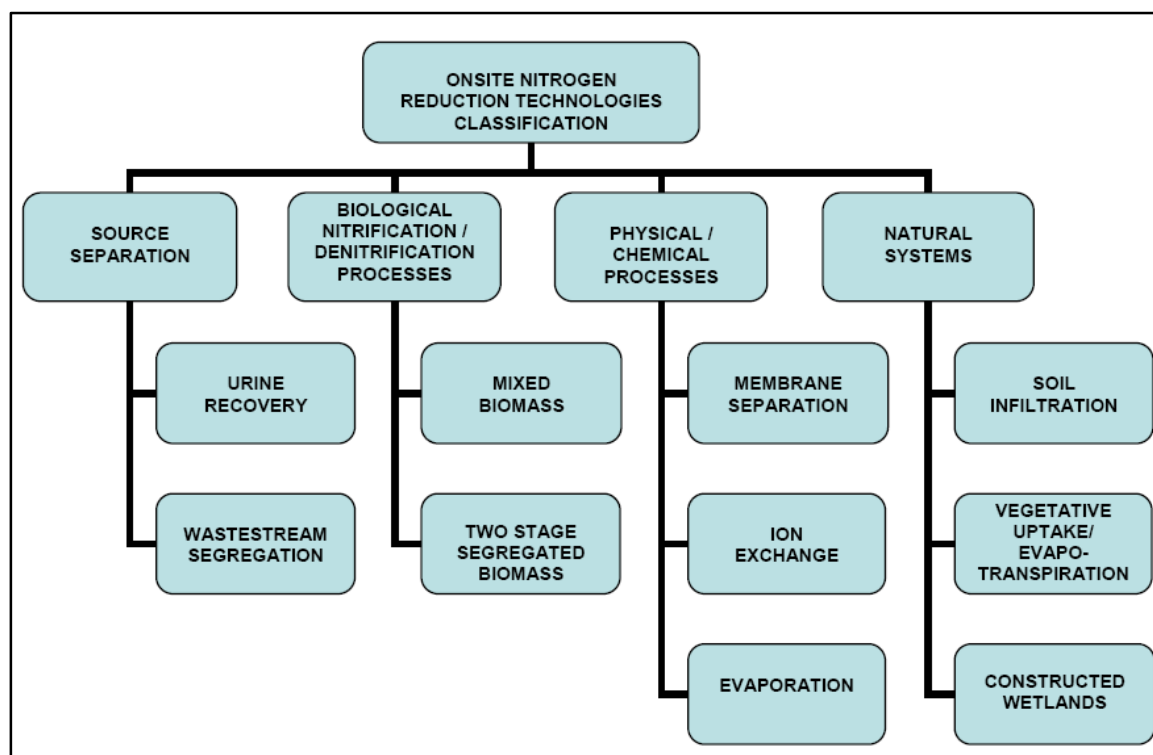 ONSITE NITROGEN
REDUCTION TECHNOLOGIES
CLASSIFICATION
SOURCE
SEPARATION
BIOLOGICAL
NITRIFICATION /
DENITRIFICATION
PROCESSES
PHYSICAL /
CHEMICAL
PROCESSES
NATURAL
SYSTEMS
URINE
RECOVERY
MIXED
BIOMASS
MEMBRANE
SEPARATION
SOIL
INFILTRATION
WASTESTREAM
SEGREGATION
TWO STAGE
SEGREGATED
BIOMASS
ION
EXCHANGE
VEGETATIVE
UPTAKE/
EVAPO-
TRANSPIRATION
EVAPORATION
CONSTRUCTED
WETLANDS